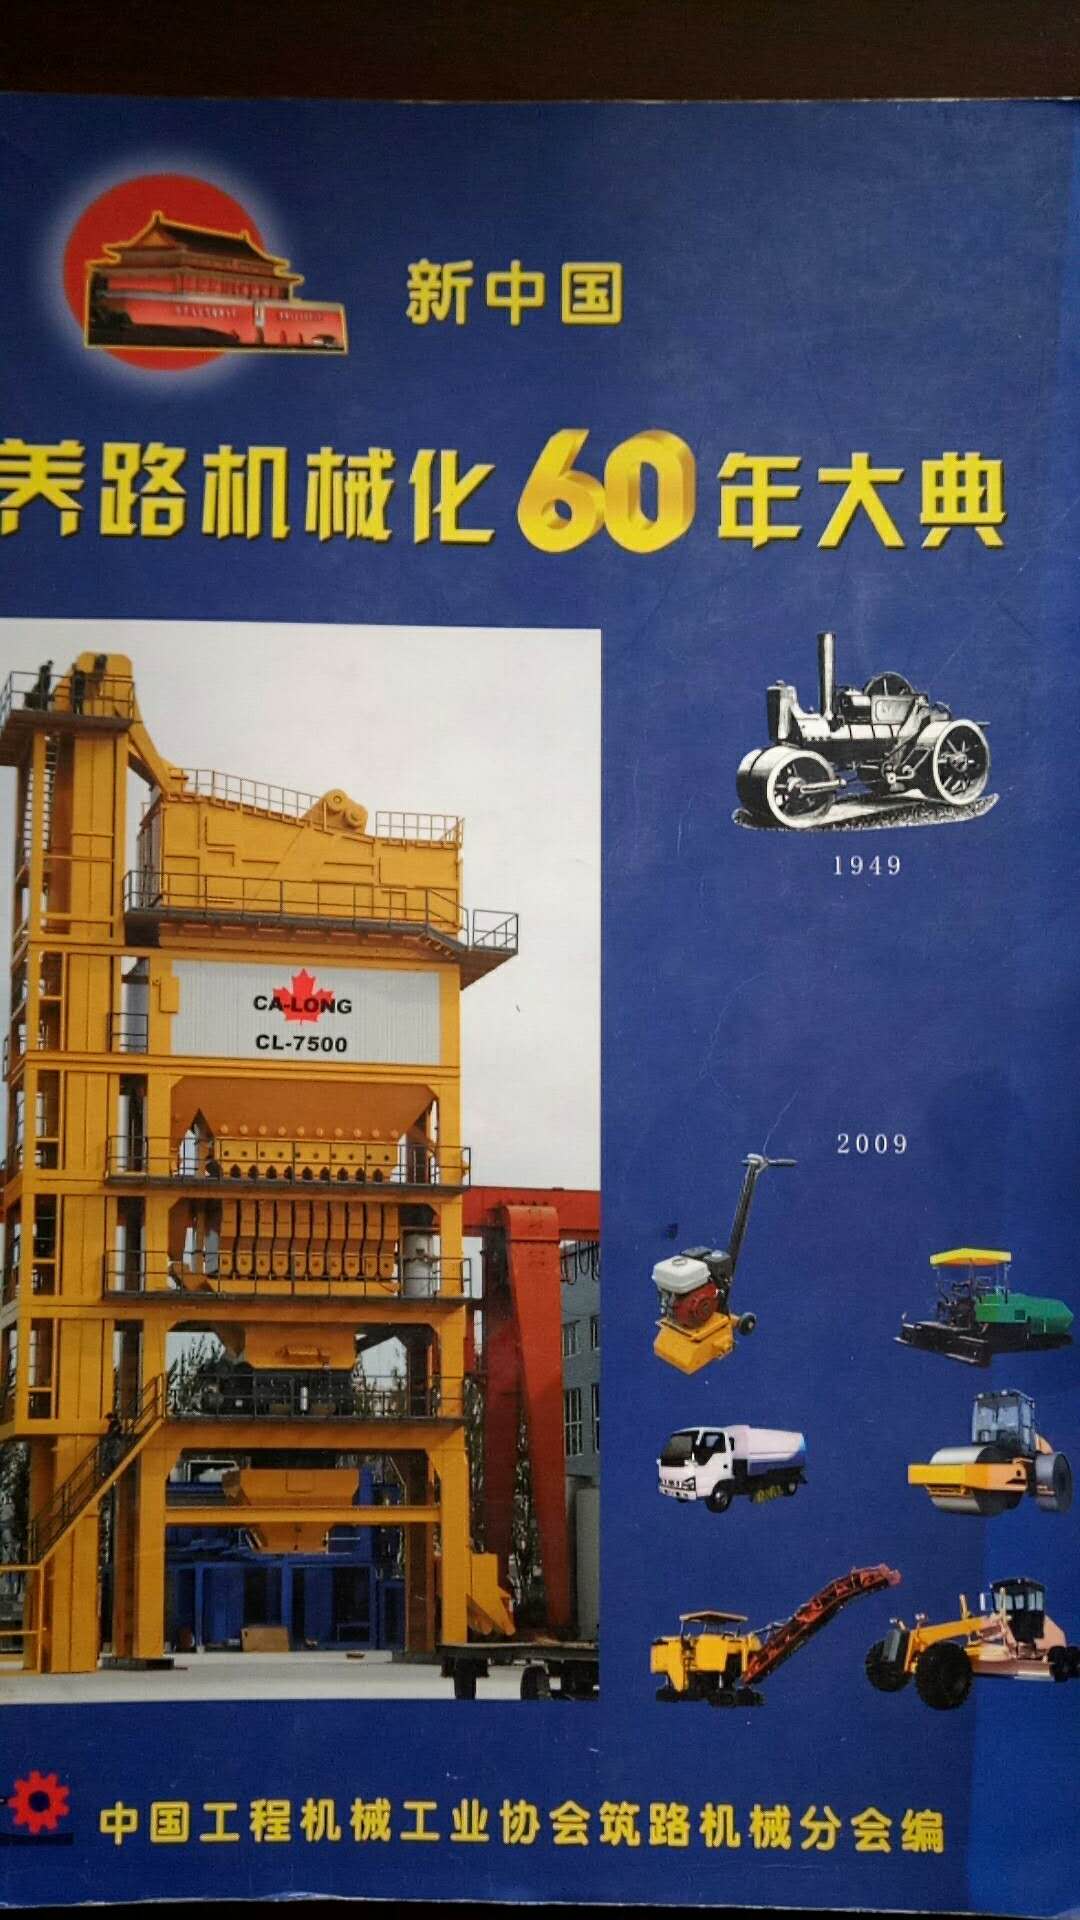 新中国
养路机械化60年大典
1949
CA-LONG
CL-7500
2009
中国工程机械工业协会筑路机械分会编